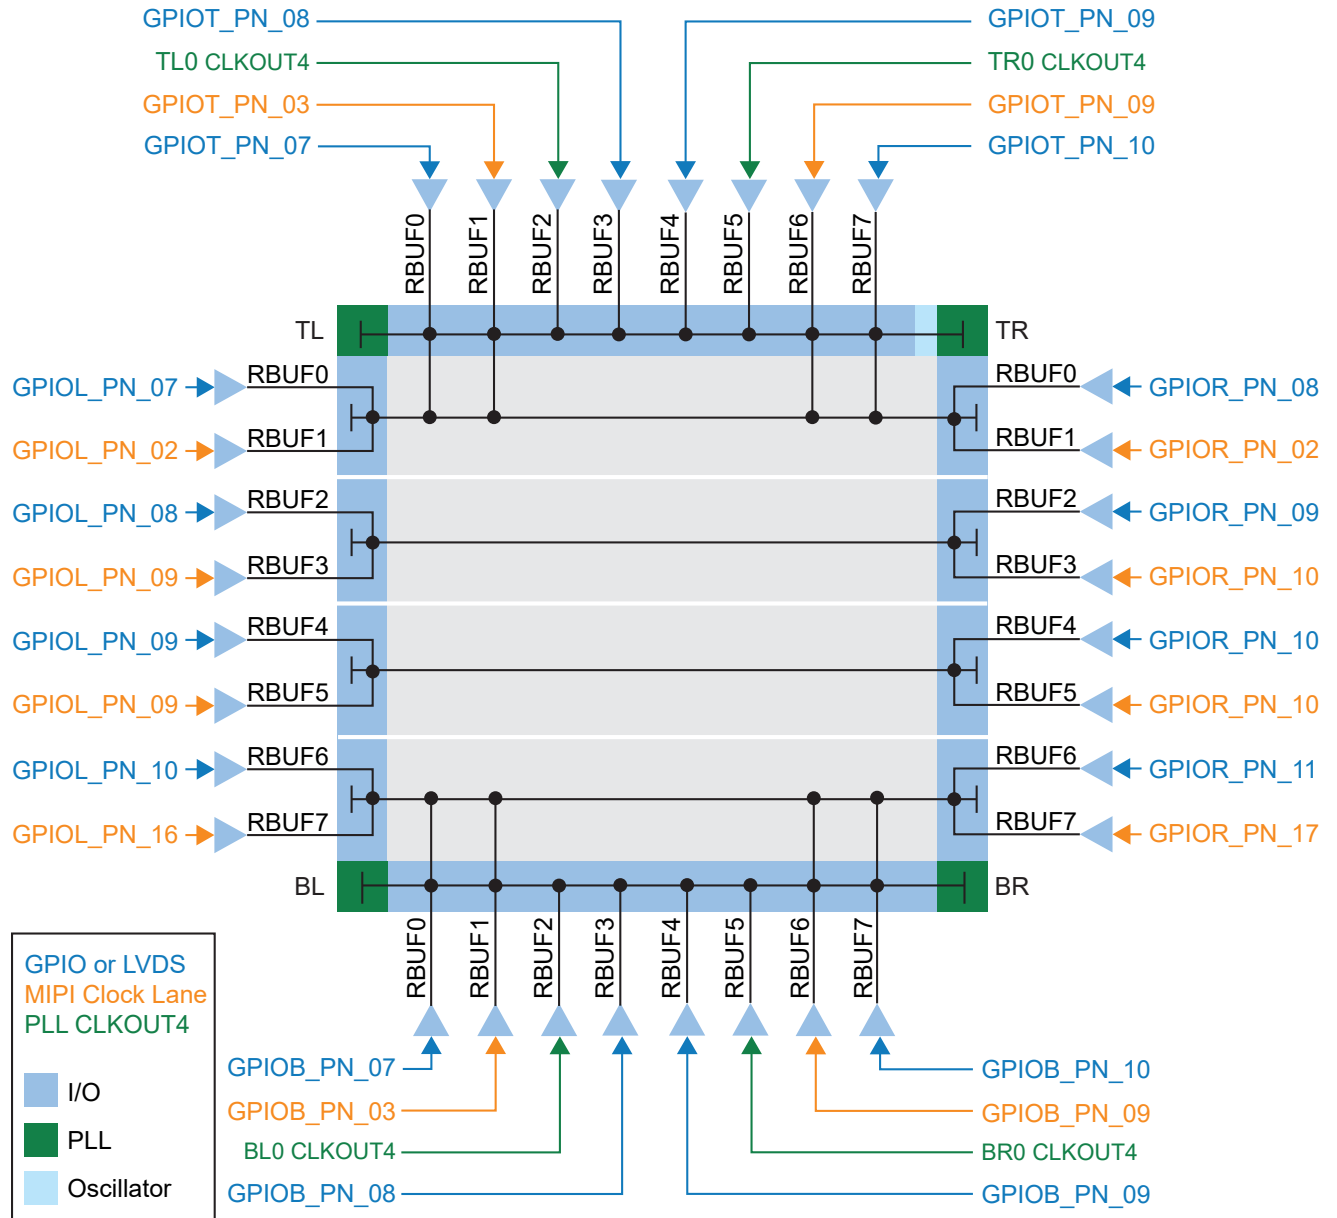 GPIOT_PN_08
GPIOT_PN_09
TL0 CLKOUT4
TR0 CLKOUT4
GPIOT_PN_03
GPIOT_PN_09
GPIOT_PN_07
GPIOT_PN_10
RBUF0
RBUF1
RBUF2
RBUF3
RBUF4
RBUF5
RBUF6
RBUF7
TL
TR
GPIOL_PN_07
RBUF0
RBUF0
GPIOR_PN_08
GPIOL_PN_02
RBUF1
RBUF1
GPIOR_PN_02
GPIOL_PN_08
RBUF2
RBUF2
GPIOR_PN_09
GPIOL_PN_09
RBUF3
RBUF3
GPIOR_PN_10
GPIOL_PN_09
RBUF4
RBUF4
GPIOR_PN_10
GPIOL_PN_09
RBUF5
RBUF5
GPIOR_PN_10
GPIOL_PN_10
RBUF6
RBUF6
GPIOR_PN_11
GPIOL_PN_16
RBUF7
RBUF7
GPIOR_PN_17
BL
BR
RBUF0
RBUF1
RBUF2
RBUF3
RBUF4
RBUF5
RBUF6
RBUF7
GPIOB_PN_07
GPIOB_PN_10
GPIOB_PN_03
GPIOB_PN_09
BL0 CLKOUT4
BR0 CLKOUT4
GPIOB_PN_08
GPIOB_PN_09
GPIO or LVDS
MIPI Clock Lane
PLL CLKOUT4
I/O
PLL
Oscillator